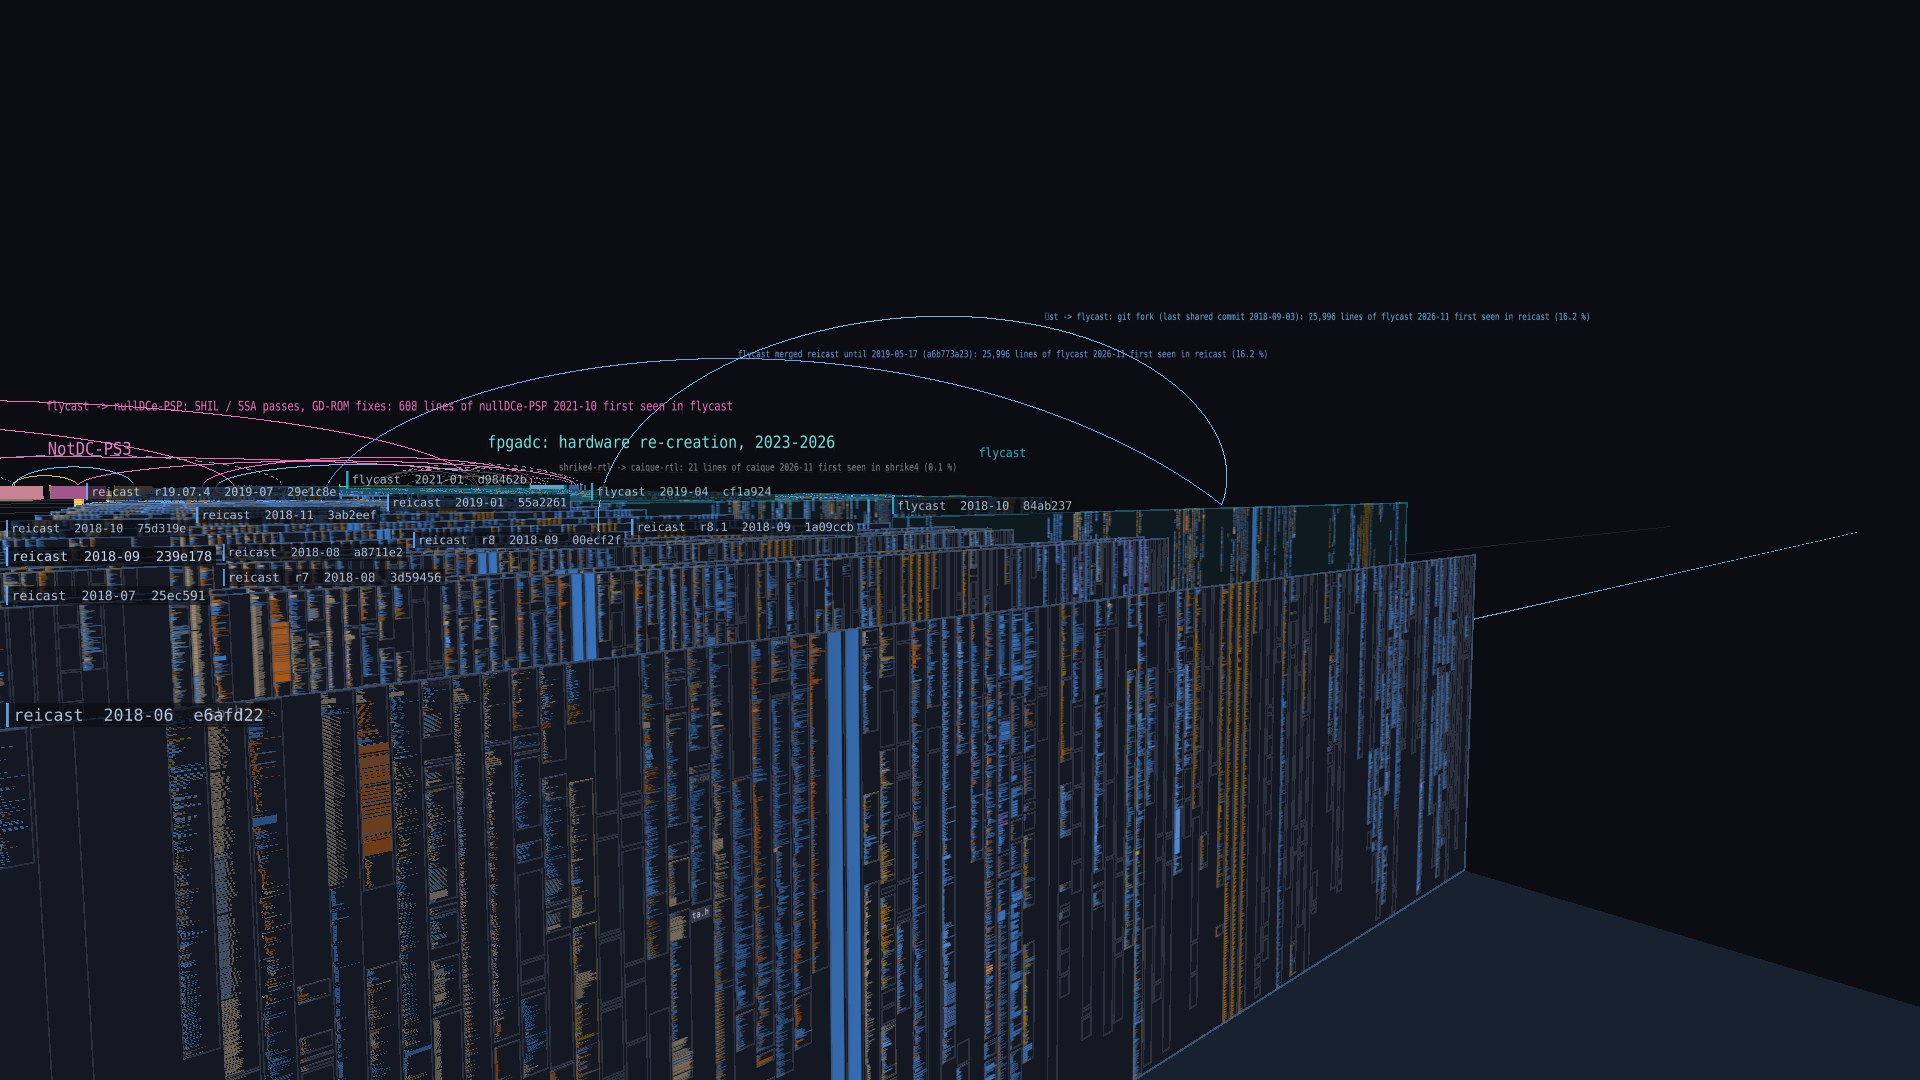 st -> flycast: git fork (last shared commit 2018-09-03): 25,996 lines of flycast 2026-11 first seen in reicast (16.2 %)
flycast merged reicast until 2019-05-17 (a6b773a23): 25,996 lines of flycast 2026-11 first seen in reicast (16.2 %)
flycast -> nullDCe-PSP: SHIL / SSA passes, GD-ROM fixes: 608 lines of nullDCe-PSP 2021-10 first seen in flycast
NotDC-PS3
fpgadc: hardware re-creation, 2023-2026
flycast
shrike4-rtl -> caique-rtl: 21 lines of caique 2026-11 first seen in shrike4 (0.1 %)
flycast 2021-01 d98462b
reicast r19.07.4 2019-07 29e1c8e
flycast 2019-04 cf1a924
reicast 2019-01 55a2261
flycast 2018-10 84ab237
reicast 2018-11 3ab2eef
reicast 2018-10 75d319e
reicast r8.1 2018-09 1a09ccb
reicast r8 2018-09 00ecf2f
reicast 2018-09 239e178
reicast 2018-08 a8711e2
reicast r7 2018-08 3d59456
reicast 2018-07 25ec591
reicast 2018-06 e6afd22
ta.h